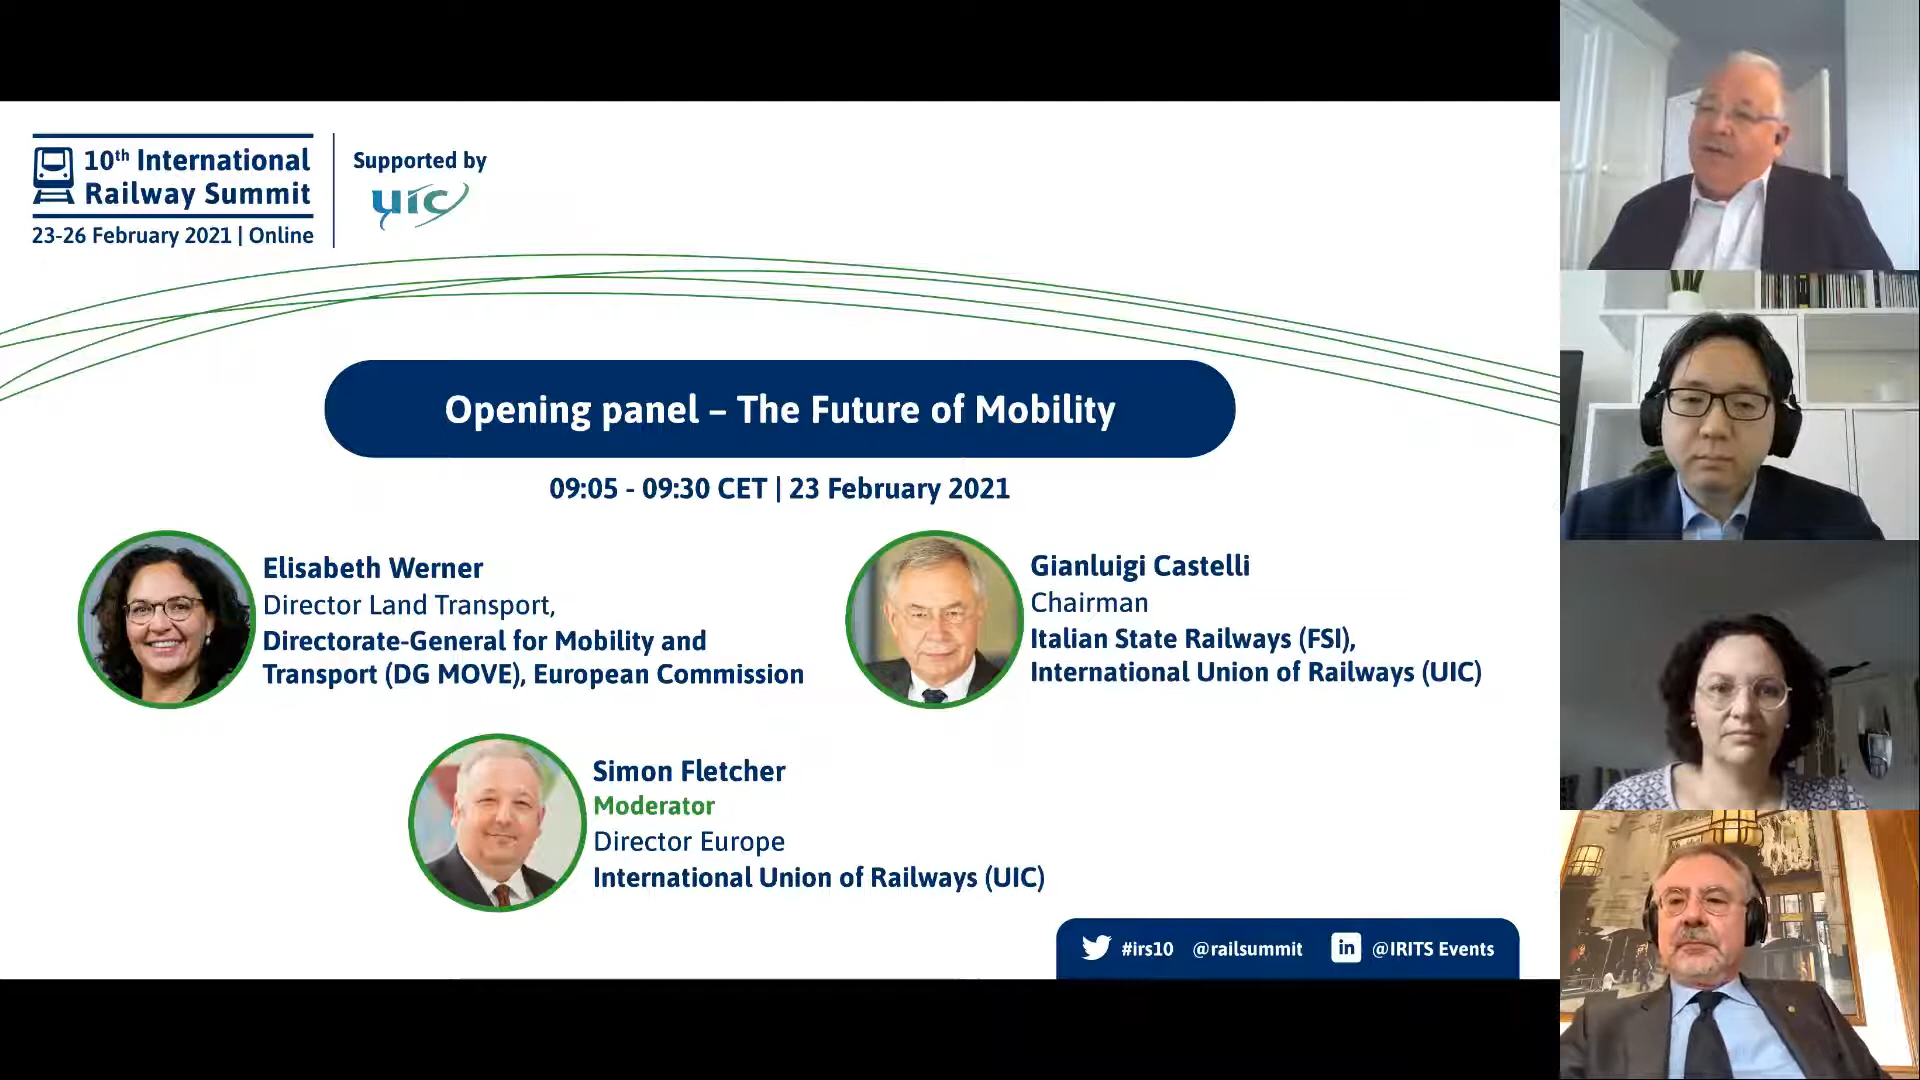 10th International
Railway Summit
23-26 February 2021 | Online
Supported by
uic
Opening panel – The Future of Mobility
09:05 - 09:30 CET | 23 February 2021
Elisabeth Werner
Director Land Transport,
Directorate-General for Mobility and
Transport (DG MOVE), European Commission
Gianluigi Castelli
Chairman
Italian State Railways (FSI),
International Union of Railways (UIC)
Simon Fletcher
Moderator
Director Europe
International Union of Railways (UIC)
#irs10 @railsummit in @IRITS Events